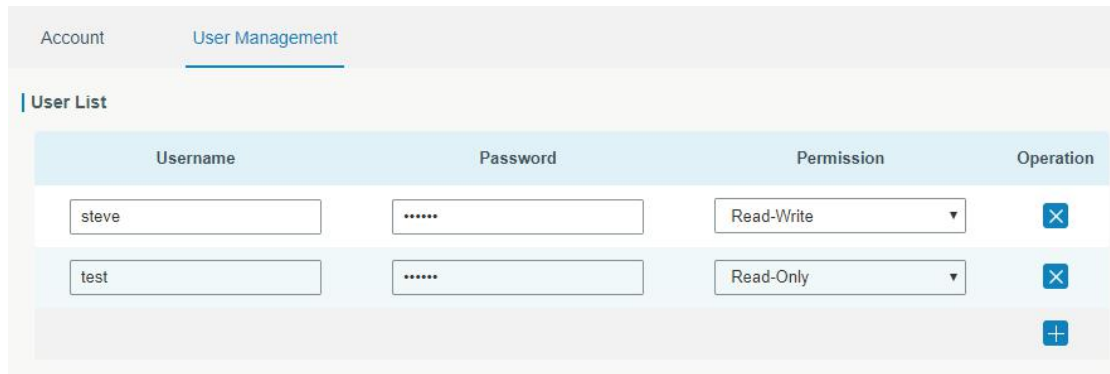 Account User Management
User List
Username Password Permission Operation
steve •••••• Read-Write
test •••••• Read-Only